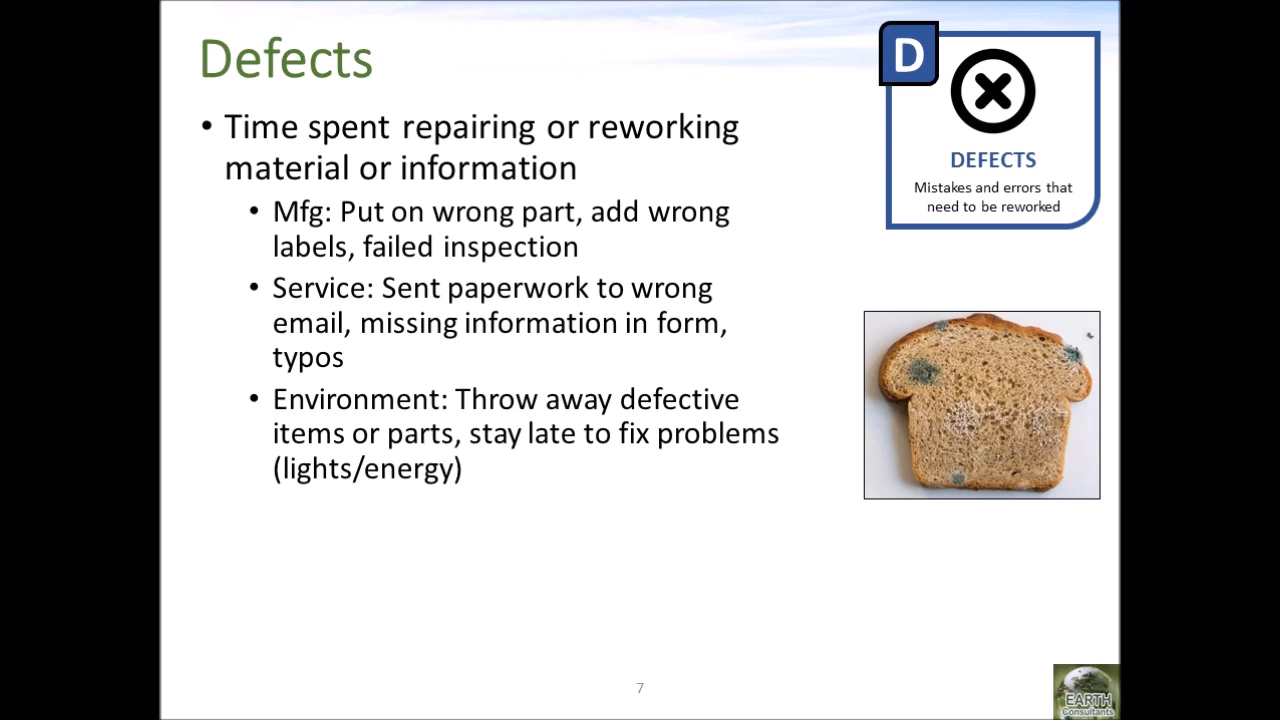 Defects
• Time spent repairing or reworking
material or information
• Mfg: Put on wrong part, add wrong
labels, failed inspection
• Service: Sent paperwork to wrong
email, missing information in form,
typos
• Environment: Throw away defective
items or parts, stay late to fix problems
(lights/energy)
D
DEFECTS
Mistakes and errors that
need to be reworked
7
EARTH
Consultants